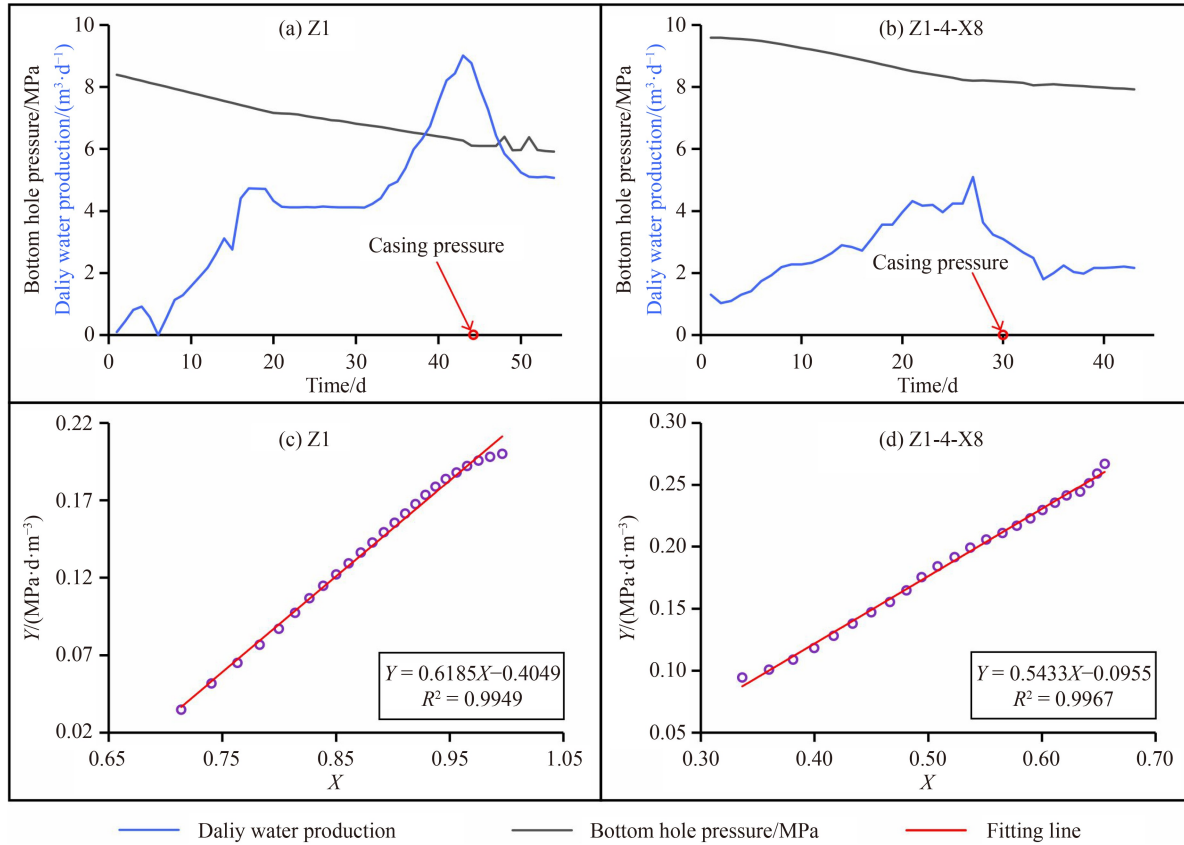 (a) Z1
Bottom hole pressure/MPa
Daliy water production/(m³·d⁻¹)
10
8
6
4
2
0
Casing pressure
0
10
20
30
40
50
Time/d
(b) Z1-4-X8
Bottom hole pressure/MPa
Daliy water production/(m³·d⁻¹)
10
8
6
4
2
0
Casing pressure
0
10
20
30
40
Time/d
(c) Z1
Y/(MPa·d·m⁻³)
0.22
0.17
0.12
0.07
0.02
Y = 0.6185X−0.4049
R² = 0.9949
0.65
0.75
0.85
0.95
1.05
X
(d) Z1-4-X8
Y/(MPa·d·m⁻³)
0.30
0.25
0.20
0.15
0.10
0.05
Y = 0.5433X−0.0955
R² = 0.9967
0.30
0.40
0.50
0.60
0.70
X
Daliy water production
Bottom hole pressure/MPa
Fitting line